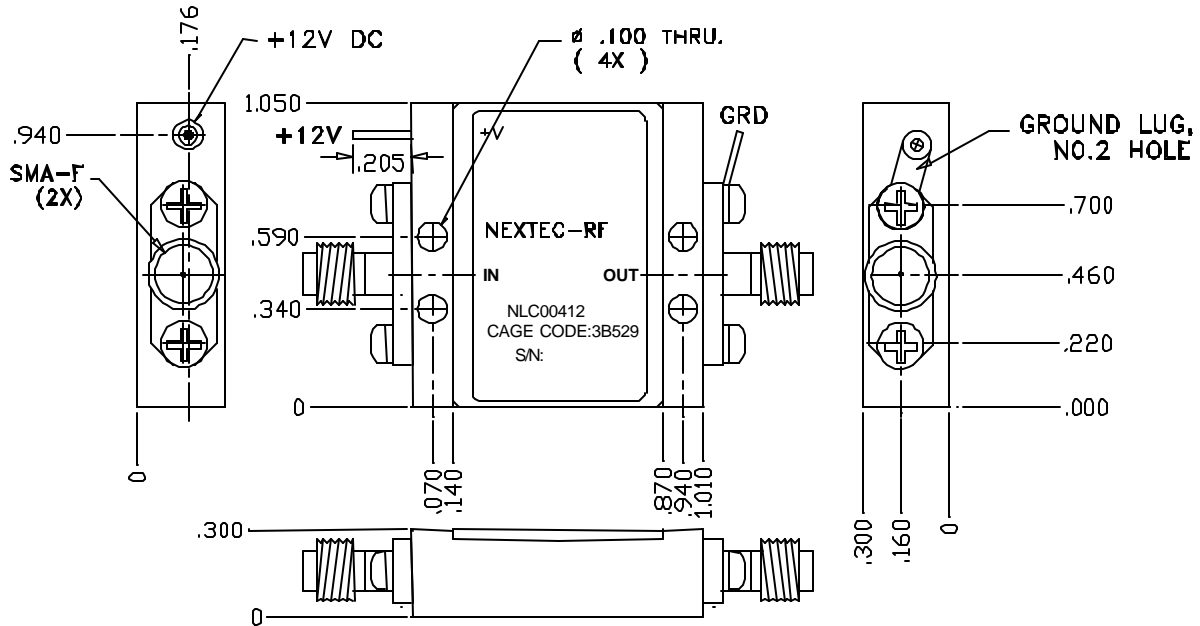 .176
+12V DC
.940
SMA-F
(2X)
0
ø .100 THRU.
( 4X )
1.050
+12V
+V
GRD
.205
.590
NEXTEC-RF
IN
OUT
.340
NLC00412
CAGE CODE:3B529
S/N:
0
.070
.140
.870
.940
1.010
GROUND LUG,
NO.2 HOLE
.700
.460
.220
.000
.300
.160
0
.300
0